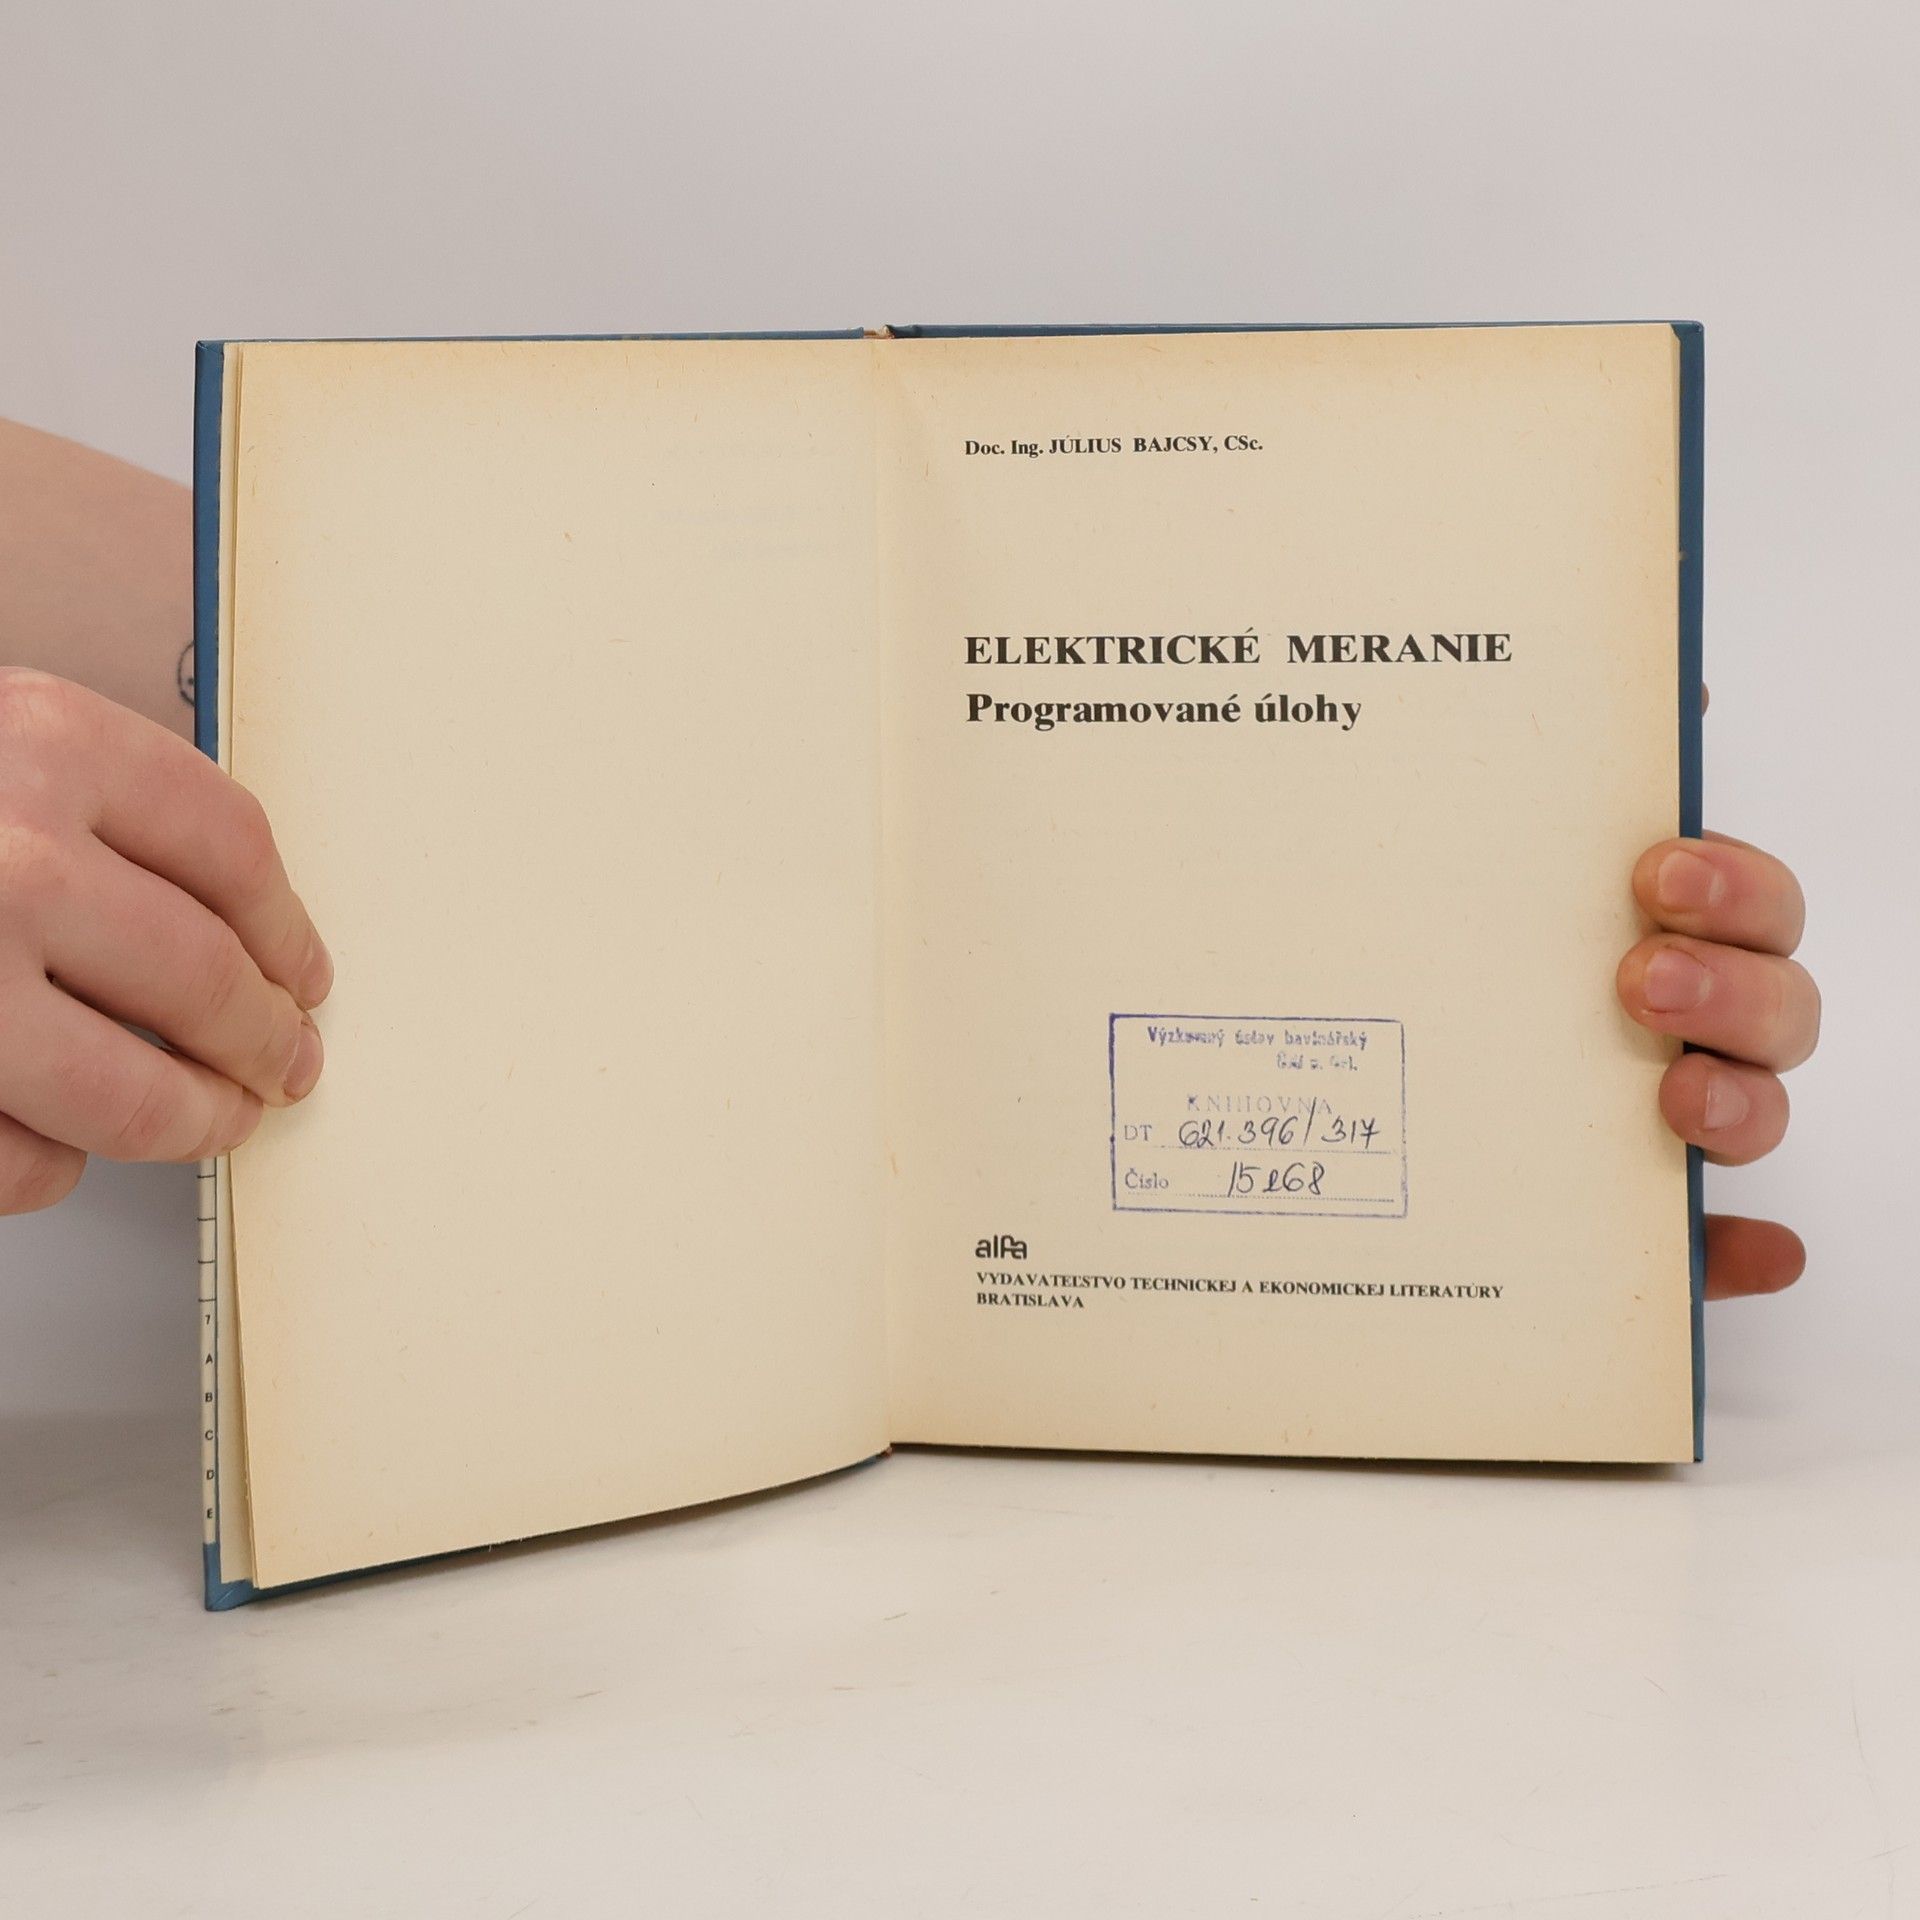 Doc. Ing. JÚLIUS BAJCSY, CSc.
ELEKTRICKÉ MERANIE
Programované úlohy
Výzkumný ústav bavlnářský
KNIHOVNA
DT 621.396/317
Číslo
alfa
VYDAVATEĽSTVO TECHNICKEJ A EKONOMICKEJ LITERATÚRY
BRATISLAVA
7
A
B
C
D
E